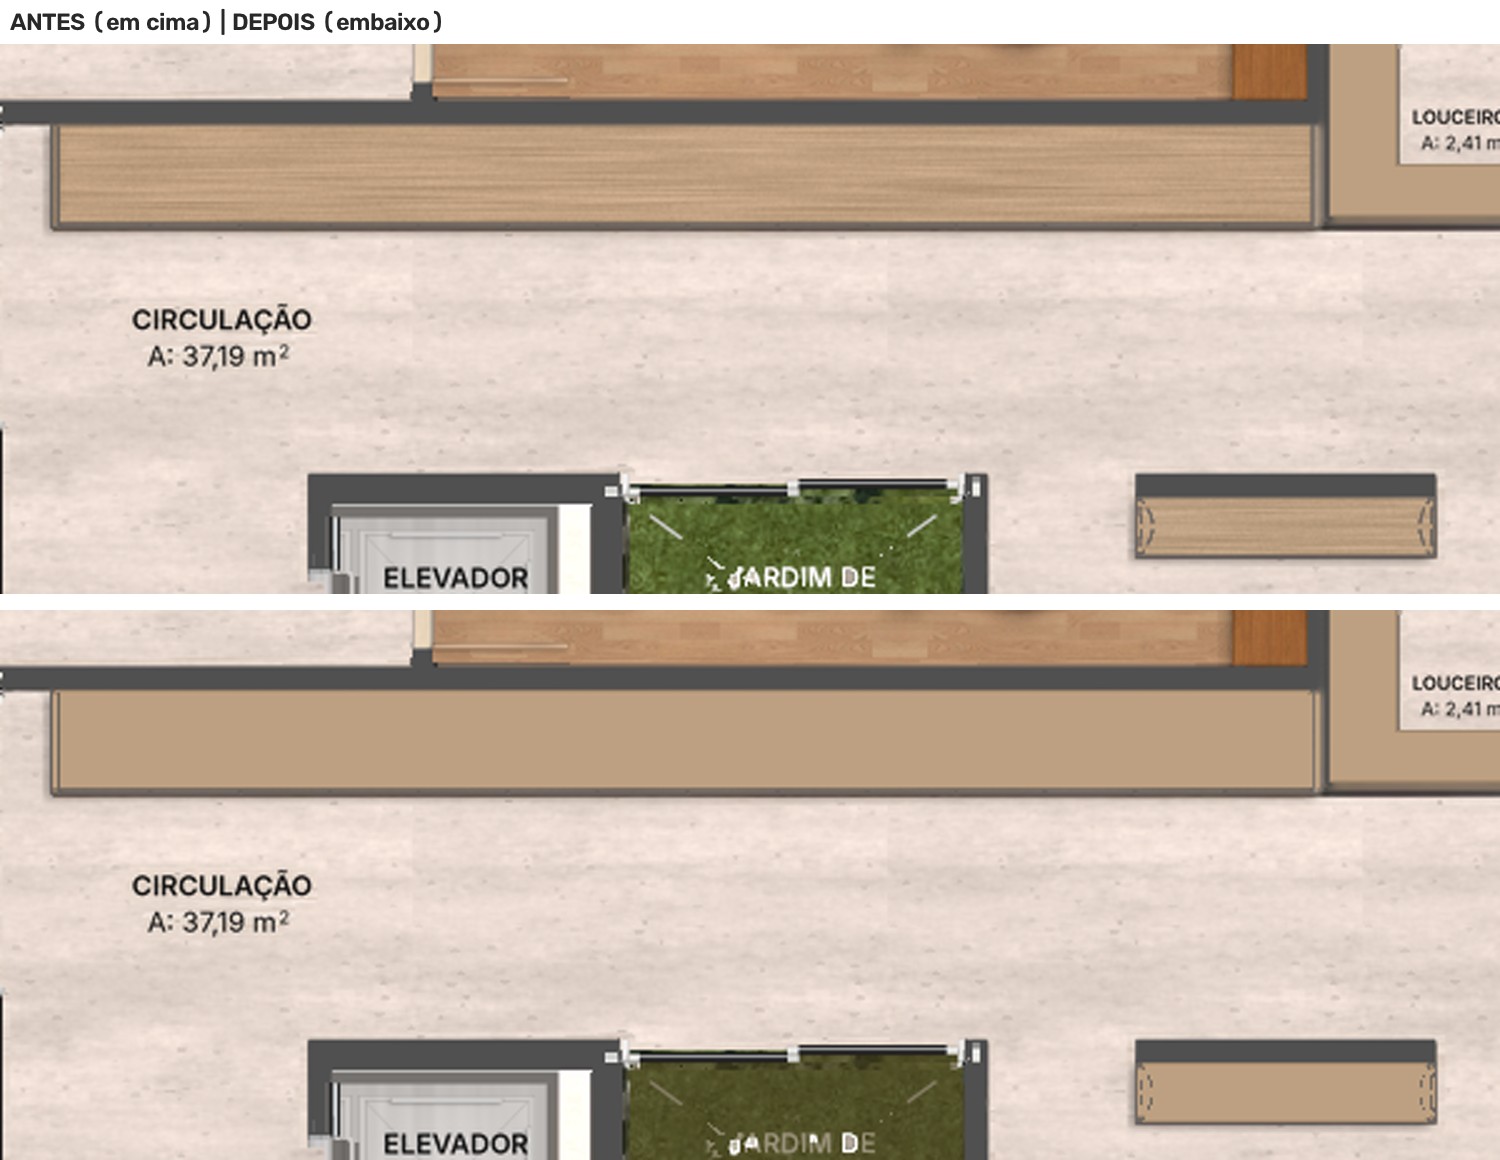 ANTES (em cima) | DEPOIS (embaixo)
LOUCEIRO
A: 2,41 m
CIRCULAÇÃO
A: 37,19 m²
ELEVADOR
JARDIM DE
LOUCEIRO
A: 2,41 m
CIRCULAÇÃO
A: 37,19 m²
ELEVADOR
JARDIM DE